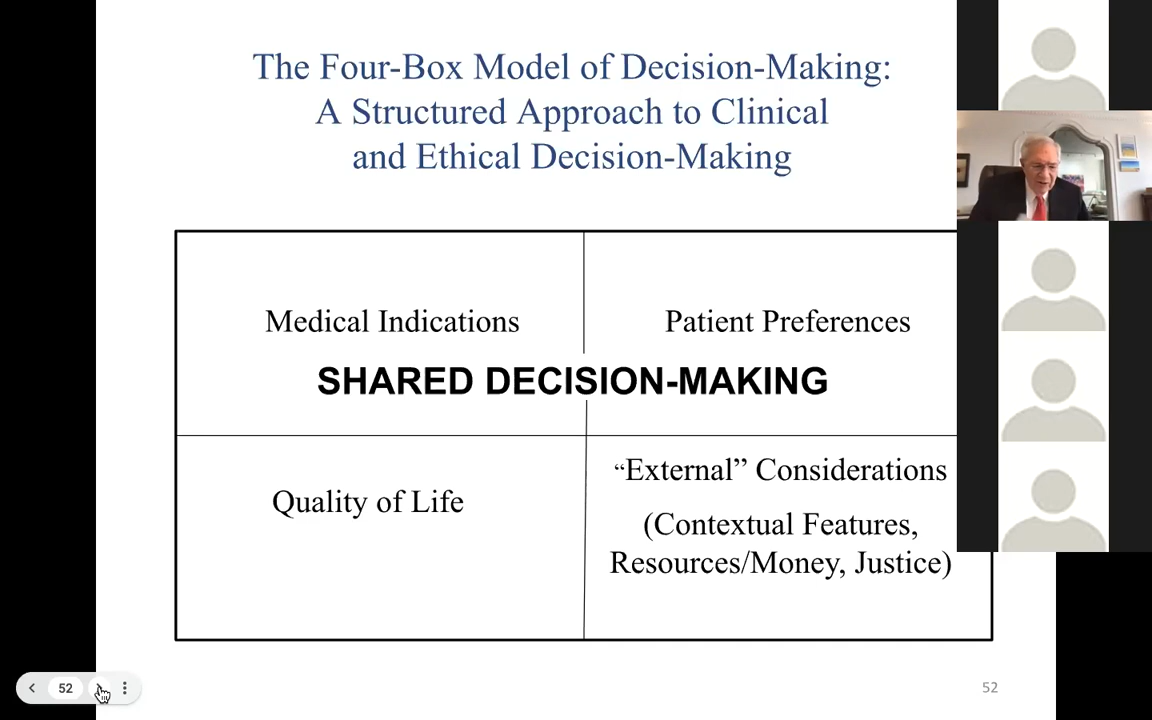 The Four-Box Model of Decision-Making:
A Structured Approach to Clinical
and Ethical Decision-Making
Medical Indications
Patient Preferences
SHARED DECISION-MAKING
Quality of Life
“External” Considerations
(Contextual Features,
Resources/Money, Justice)
52
52